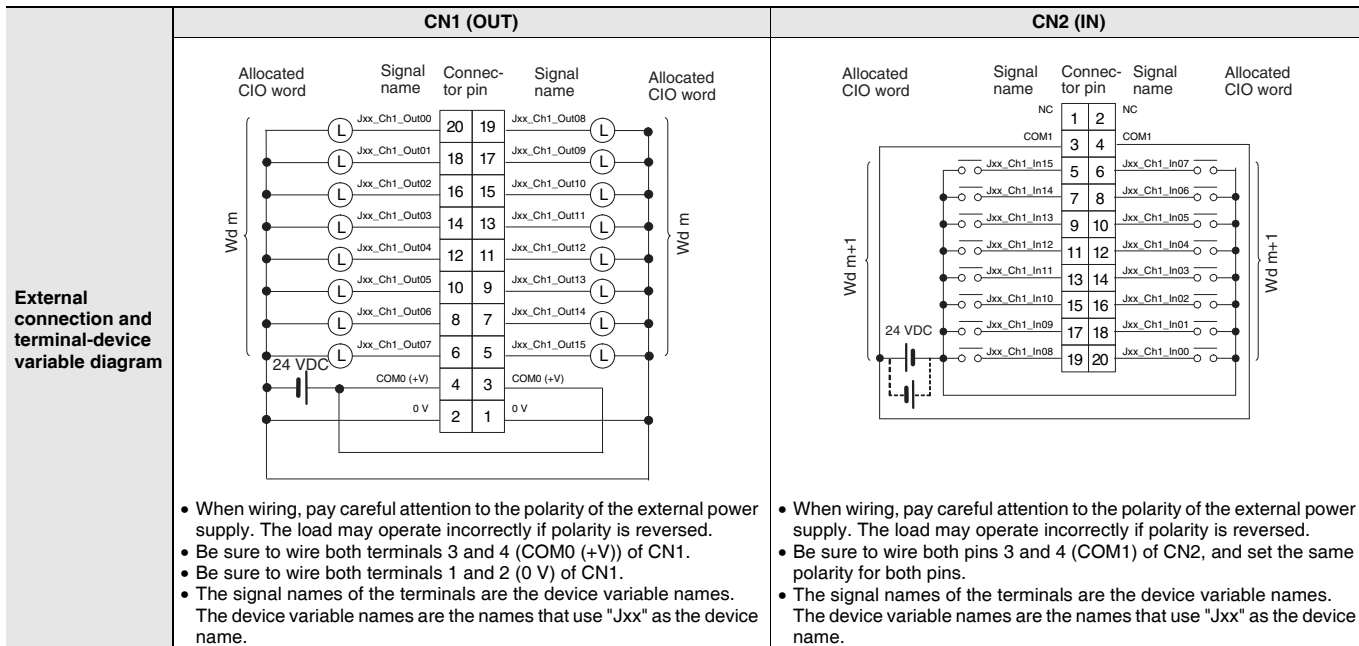 CN1 (OUT)
CN2 (IN)
External
connection and
terminal-device
variable diagram
Allocated
CIO word
Signal
name
Connec-
tor pin
Signal
name
Allocated
CIO word
Wd m
Jxx_Ch1_Out00 20 19 Jxx_Ch1_Out08
L L
Jxx_Ch1_Out01 18 17 Jxx_Ch1_Out09
L L
Jxx_Ch1_Out02 16 15 Jxx_Ch1_Out10
L L
Jxx_Ch1_Out03 14 13 Jxx_Ch1_Out11
L L
Jxx_Ch1_Out04 12 11 Jxx_Ch1_Out12
L L
Jxx_Ch1_Out05 10 9 Jxx_Ch1_Out13
L L
Jxx_Ch1_Out06 8 7 Jxx_Ch1_Out14
L L
Jxx_Ch1_Out07 6 5 Jxx_Ch1_Out15
L L
24 VDC
COM0 (+V) 4 3 COM0 (+V)
0 V 2 1 0 V
Wd m
• When wiring, pay careful attention to the polarity of the external power
supply. The load may operate incorrectly if polarity is reversed.
• Be sure to wire both terminals 3 and 4 (COM0 (+V)) of CN1.
• Be sure to wire both terminals 1 and 2 (0 V) of CN1.
• The signal names of the terminals are the device variable names.
The device variable names are the names that use "Jxx" as the device
name.
Allocated
CIO word
Signal
name
Connec-
tor pin
Signal
name
Allocated
CIO word
NC 1 2 NC
COM1 3 4 COM1
Wd m+1
Jxx_Ch1_In15 5 6 Jxx_Ch1_In07
Jxx_Ch1_In14 7 8 Jxx_Ch1_In06
Jxx_Ch1_In13 9 10 Jxx_Ch1_In05
Jxx_Ch1_In12 11 12 Jxx_Ch1_In04
Jxx_Ch1_In11 13 14 Jxx_Ch1_In03
Jxx_Ch1_In10 15 16 Jxx_Ch1_In02
24 VDC
Jxx_Ch1_In09 17 18 Jxx_Ch1_In01
Jxx_Ch1_In08 19 20 Jxx_Ch1_In00
Wd m+1
• When wiring, pay careful attention to the polarity of the external power
supply. The load may operate incorrectly if polarity is reversed.
• Be sure to wire both pins 3 and 4 (COM1) of CN2, and set the same
polarity for both pins.
• The signal names of the terminals are the device variable names.
The device variable names are the names that use "Jxx" as the device
name.